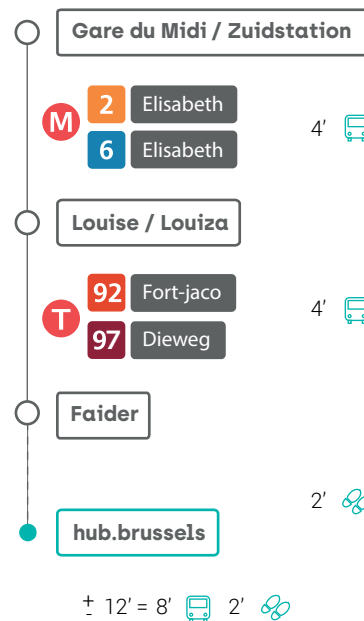 Gare du Midi / Zuidstation
M 2 Elisabeth
6 Elisabeth
4'
Louise / Louiza
T 92 Fort-jaco
97 Dieweg
4'
Faider
2'
hub.brussels
± 12' = 8' 2'